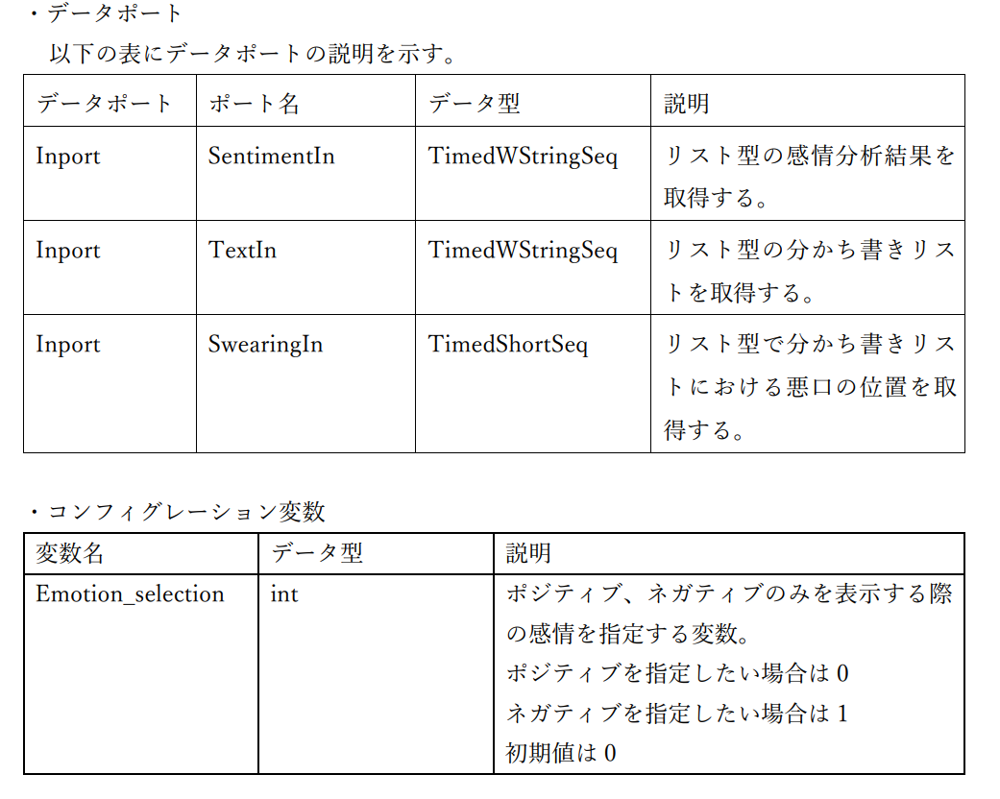 ・データポート
以下の表にデータポートの説明を示す。
データポート ポート名 データ型 説明
Inport SentimentIn TimedWStringSeq リスト型の感情分析結果を
取得する。
Inport TextIn TimedWStringSeq リスト型の分かち書きリス
トを取得する。
Inport SwearingIn TimedShortSeq リスト型で分かち書きリス
トにおける悪口の位置を取
得する。
・コンフィグレーション変数
変数名 データ型 説明
Emotion_selection int ポジティブ、ネガティブのみを表示する際
の感情を指定する変数。
ポジティブを指定したい場合は 0
ネガティブを指定したい場合は 1
初期値は 0